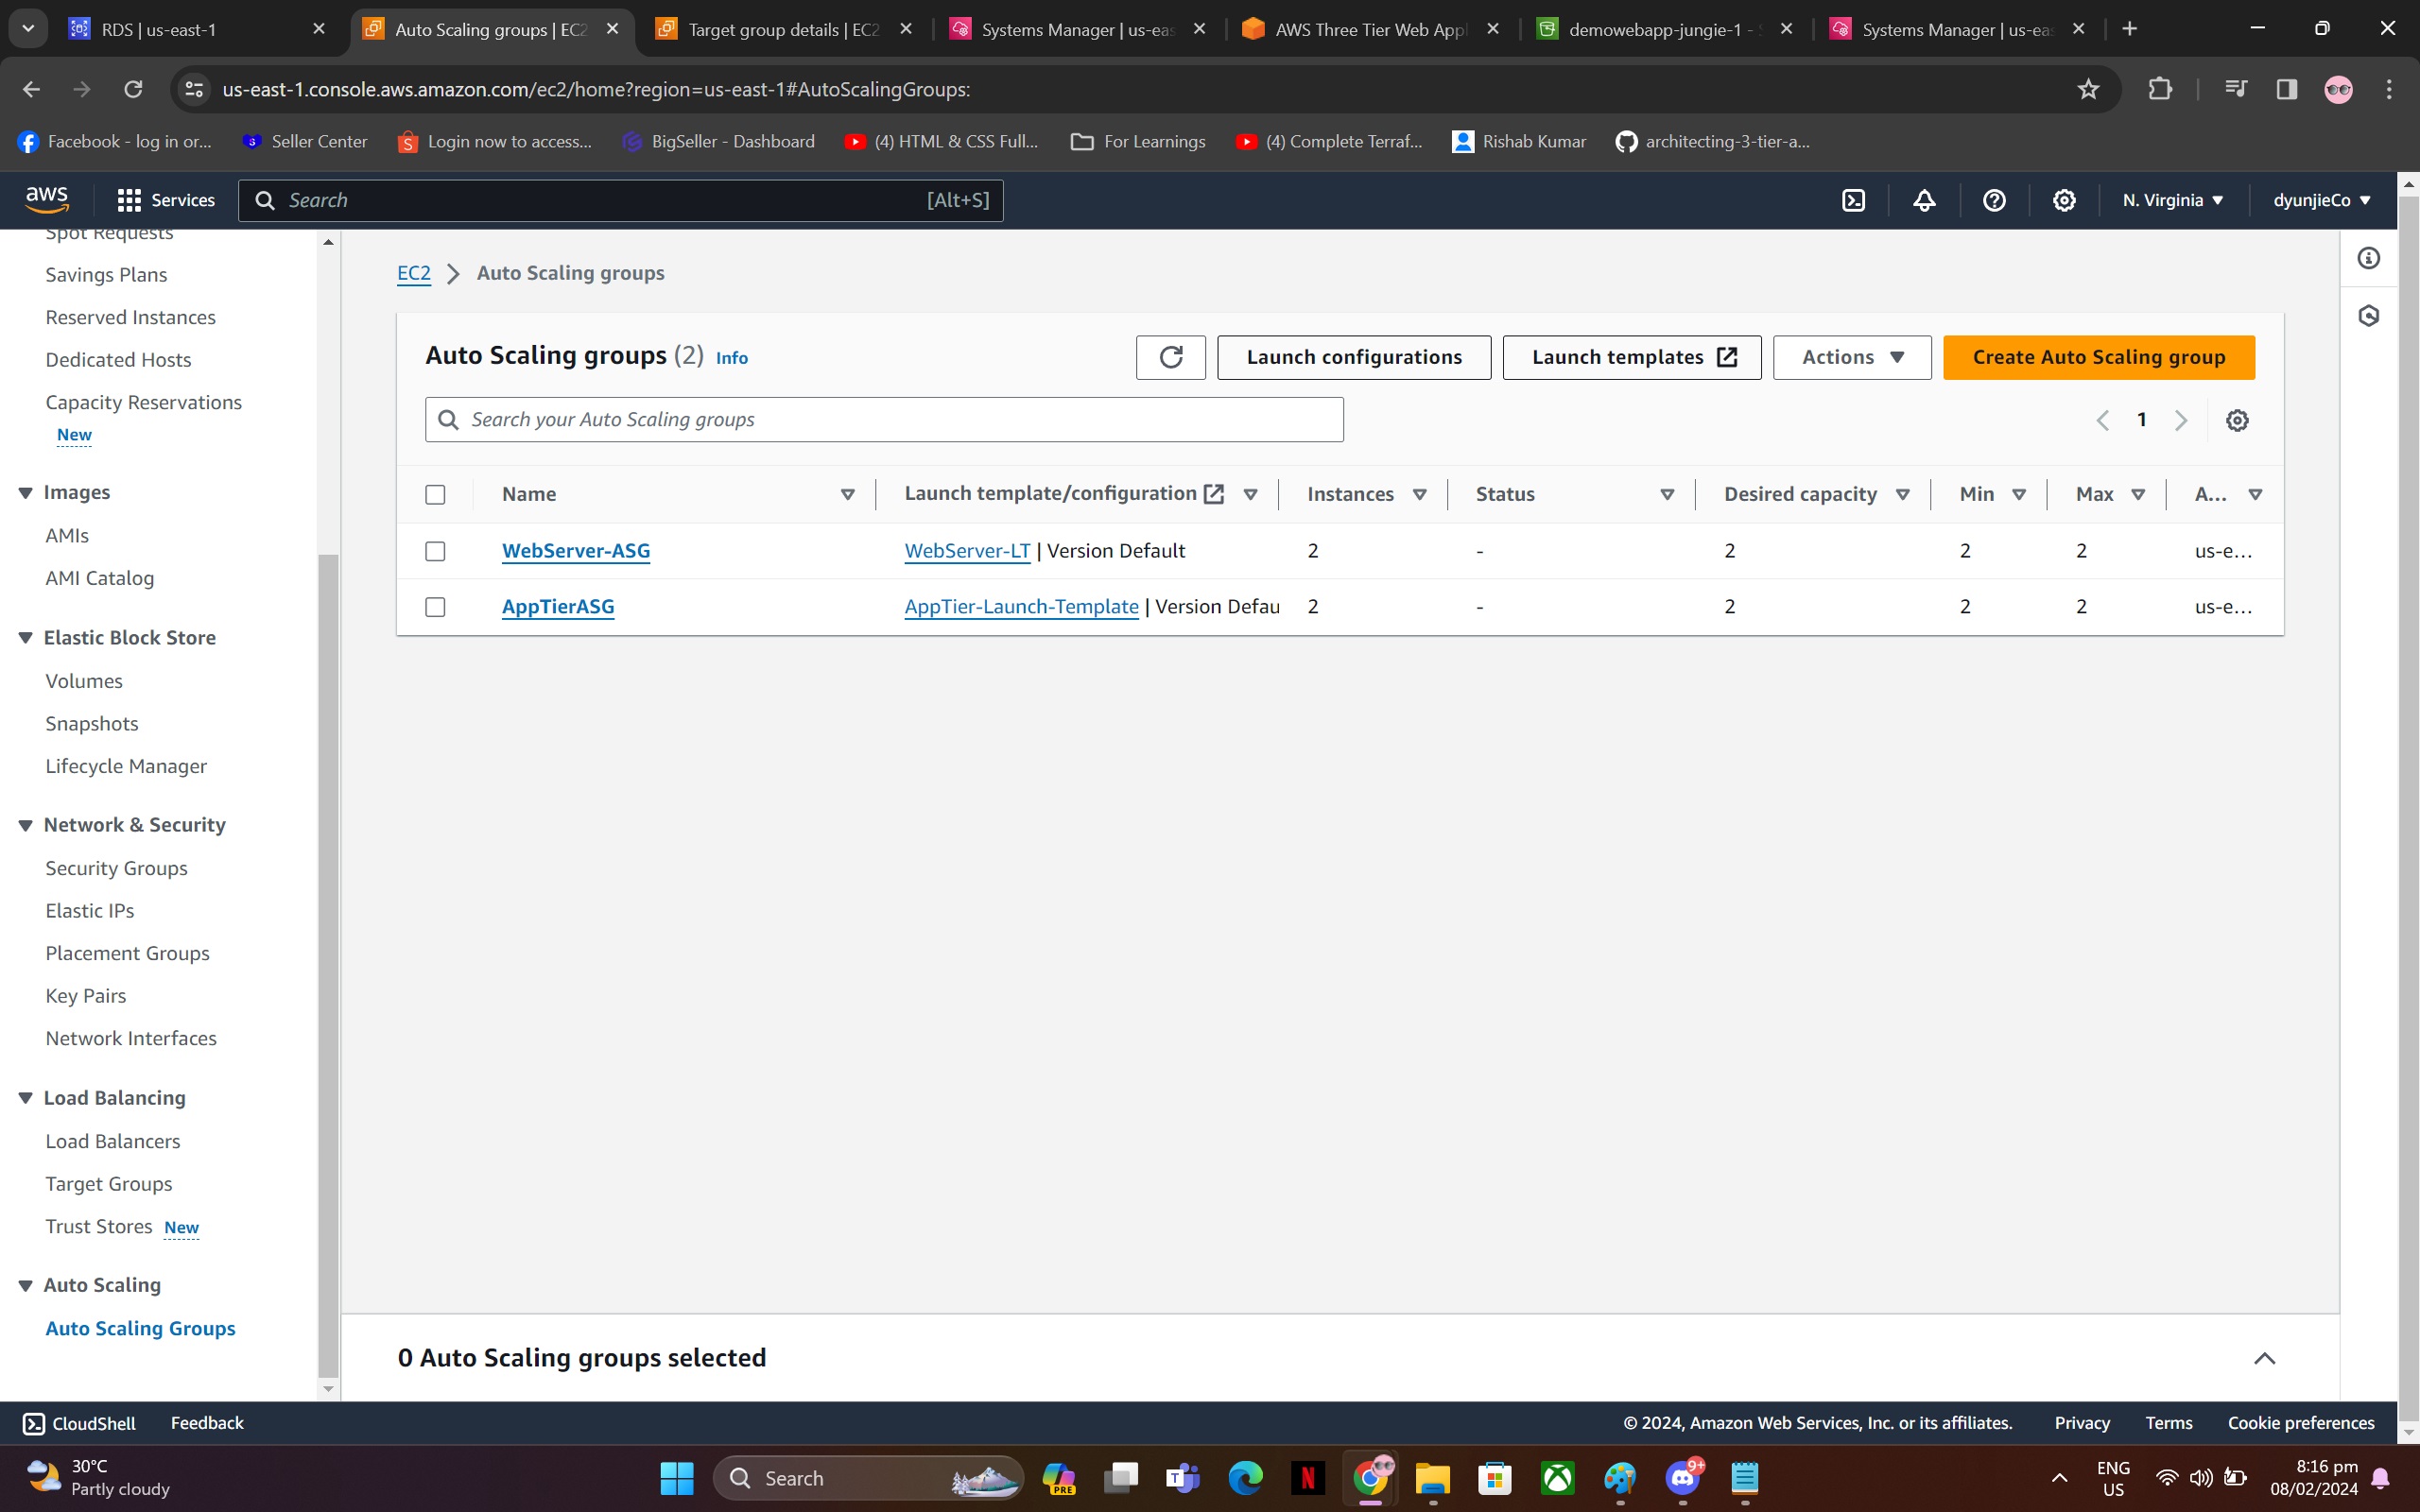 RDS | us-east-1
Auto Scaling groups | EC2
Target group details | EC2
Systems Manager | us-eas
AWS Three Tier Web Appl
demowebapp-jungie-1 - S
Systems Manager | us-eas
us-east-1.console.aws.amazon.com/ec2/home?region=us-east-1#AutoScalingGroups:
Facebook - log in or...
Seller Center
Login now to access...
BigSeller - Dashboard
(4) HTML & CSS Full...
For Learnings
(4) Complete Terraf...
Rishab Kumar
architecting-3-tier-a...
aws
Services
Search
[Alt+S]
N. Virginia
dyunjieCo
Spot Requests
Savings Plans
Reserved Instances
Dedicated Hosts
Capacity Reservations
New
Images
AMIs
AMI Catalog
Elastic Block Store
Volumes
Snapshots
Lifecycle Manager
Network & Security
Security Groups
Elastic IPs
Placement Groups
Key Pairs
Network Interfaces
Load Balancing
Load Balancers
Target Groups
Trust Stores New
Auto Scaling
Auto Scaling Groups
EC2 > Auto Scaling groups
Auto Scaling groups (2) Info
Launch configurations
Launch templates
Actions
Create Auto Scaling group
Search your Auto Scaling groups
1
Name Launch template/configuration Instances Status Desired capacity Min Max A...
WebServer-ASG WebServer-LT | Version Default 2 - 2 2 2 us-e...
AppTierASG AppTier-Launch-Template | Version Defau 2 - 2 2 2 us-e...
0 Auto Scaling groups selected
CloudShell
Feedback
© 2024, Amazon Web Services, Inc. or its affiliates.
Privacy
Terms
Cookie preferences
30°C
Partly cloudy
Search
PRE
T
N
9+
ENG
US
8:16 pm
08/02/2024